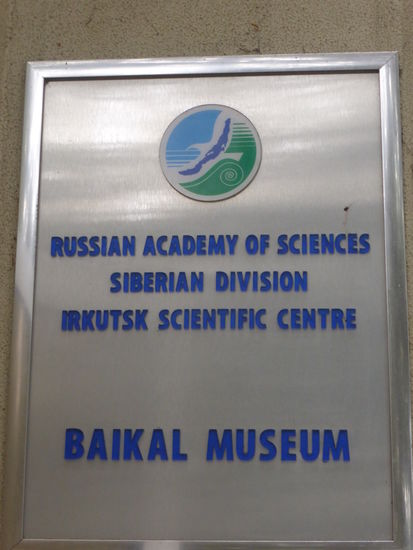 RUSSIAN ACADEMY OF SCIENCES
SIBERIAN DIVISION
IRKUTSK SCIENTIFIC CENTRE
BAIKAL MUSEUM